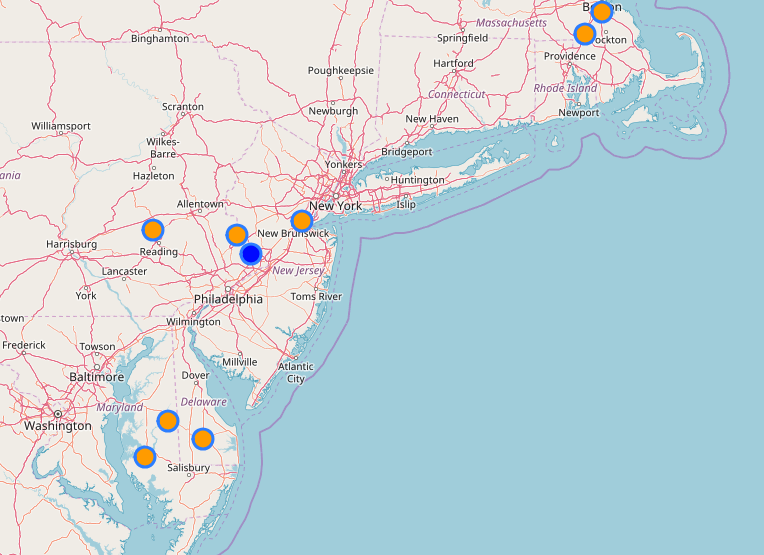 Massachusetts
Binghamton
Springfield
Hartford
Providence
Poughkeepsie
Connecticut
Rhode Island
Scranton
Newburgh
Newport
New Haven
Williamsport
Wilkes-
Barre
Bridgeport
Yonkers
Hazleton
Huntington
Allentown
New York
Islip
New Brunswick
Harrisburg
Reading
Lancaster
New Jersey
York
Philadelphia
Toms River
Wilmington
Frederick
Towson
Millville
Atlantic
City
Baltimore
Dover
Maryland
Delaware
Washington
Salisbury